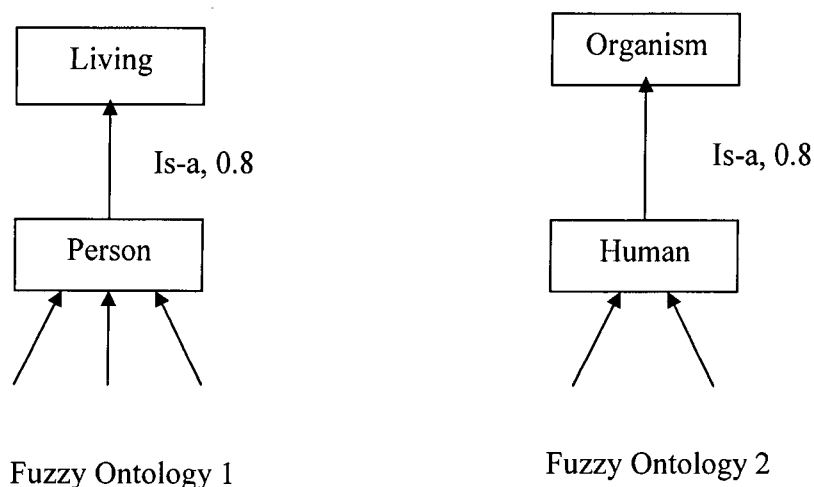 Living
Is-a, 0.8
Person
Fuzzy Ontology 1
Organism
Is-a, 0.8
Human
Fuzzy Ontology 2